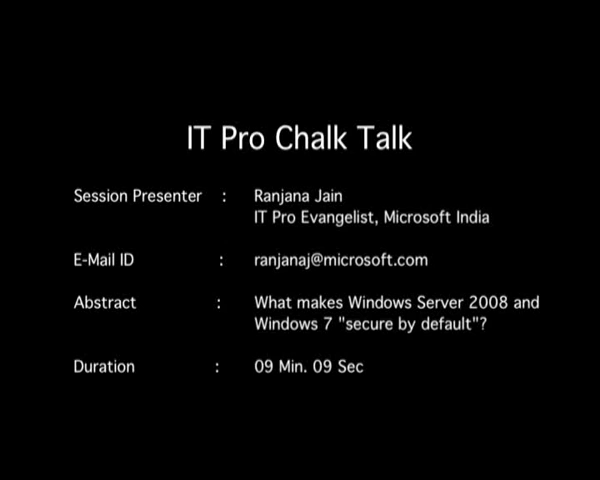 IT Pro Chalk Talk
Session Presenter : Ranjana Jain
IT Pro Evangelist, Microsoft India
E-Mail ID : ranjanaj@microsoft.com
Abstract : What makes Windows Server 2008 and
Windows 7 "secure by default"?
Duration : 09 Min. 09 Sec